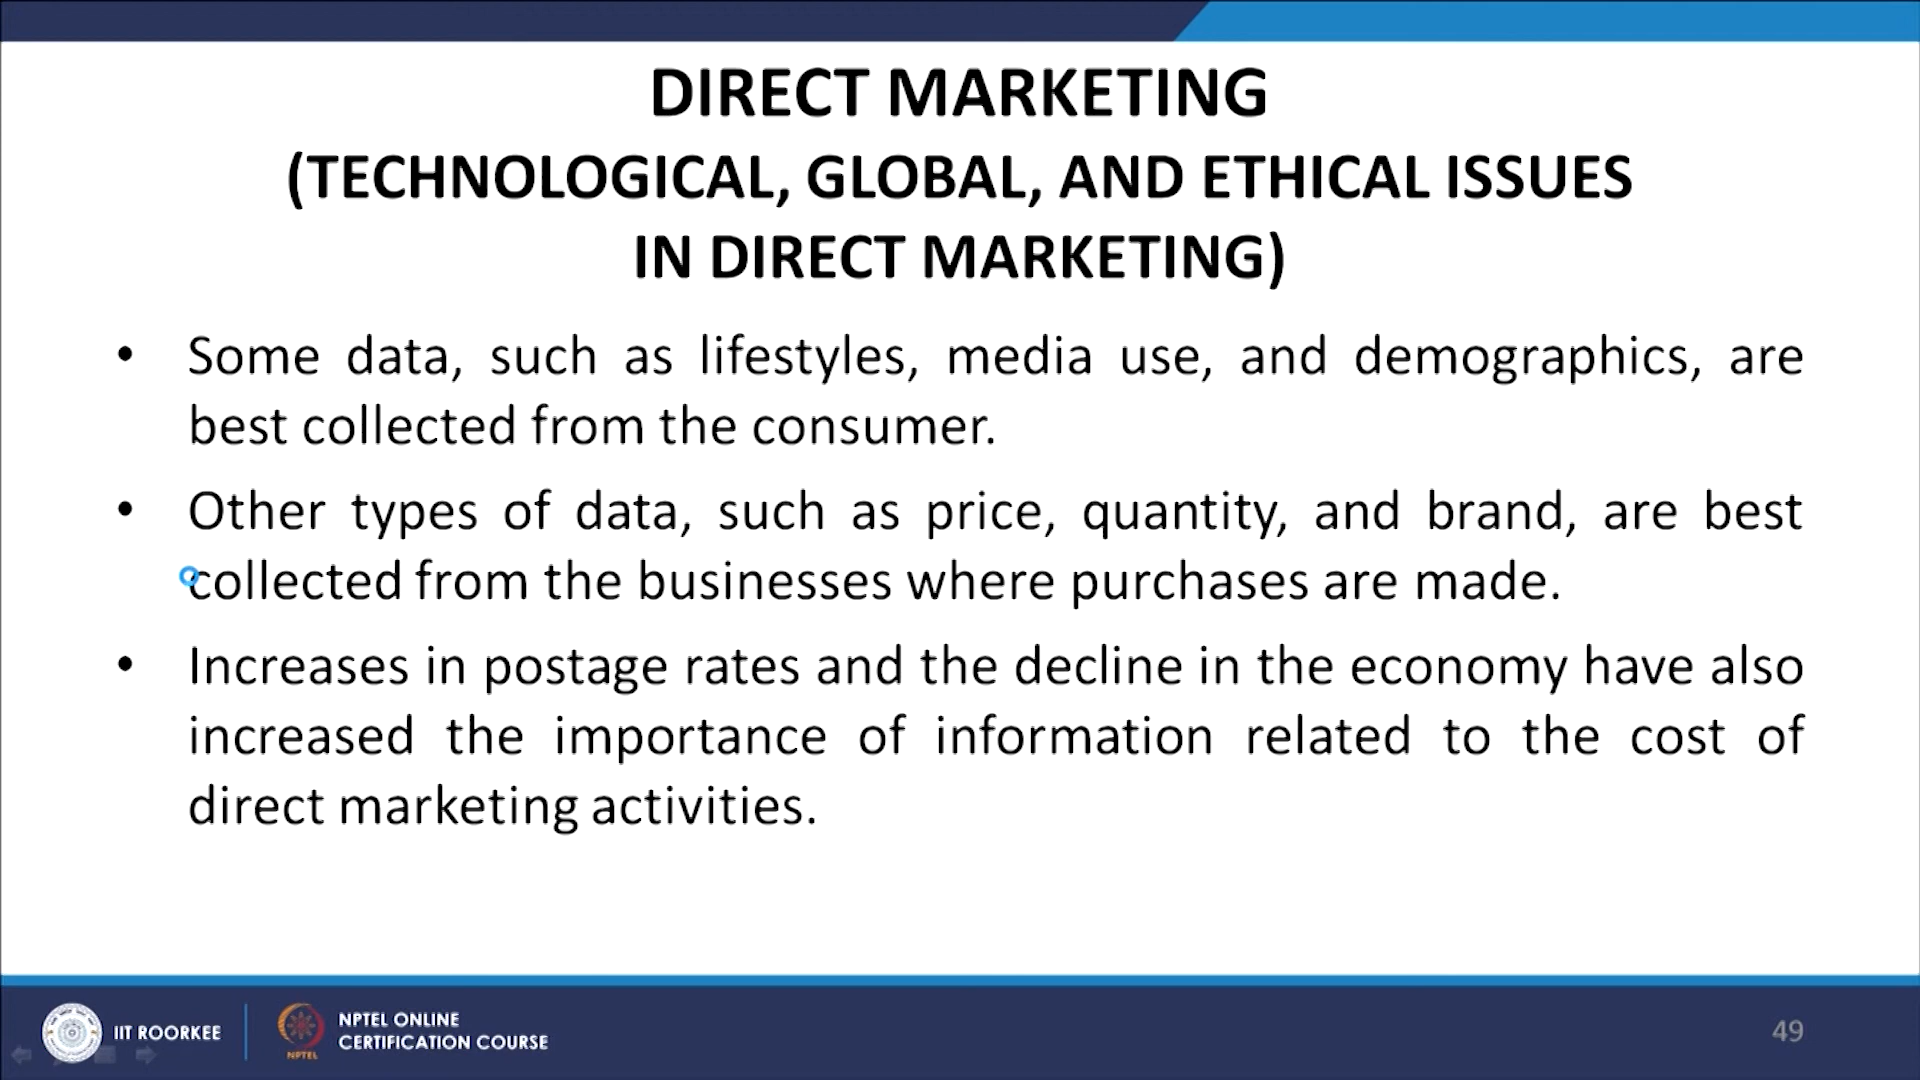 DIRECT MARKETING
(TECHNOLOGICAL, GLOBAL, AND ETHICAL ISSUES
IN DIRECT MARKETING)
• Some data, such as lifestyles, media use, and demographics, are
best collected from the consumer.
• Other types of data, such as price, quantity, and brand, are best
collected from the businesses where purchases are made.
• Increases in postage rates and the decline in the economy have also
increased the importance of information related to the cost of
direct marketing activities.
IIT ROORKEE
NPTEL
NPTEL ONLINE
CERTIFICATION COURSE
49